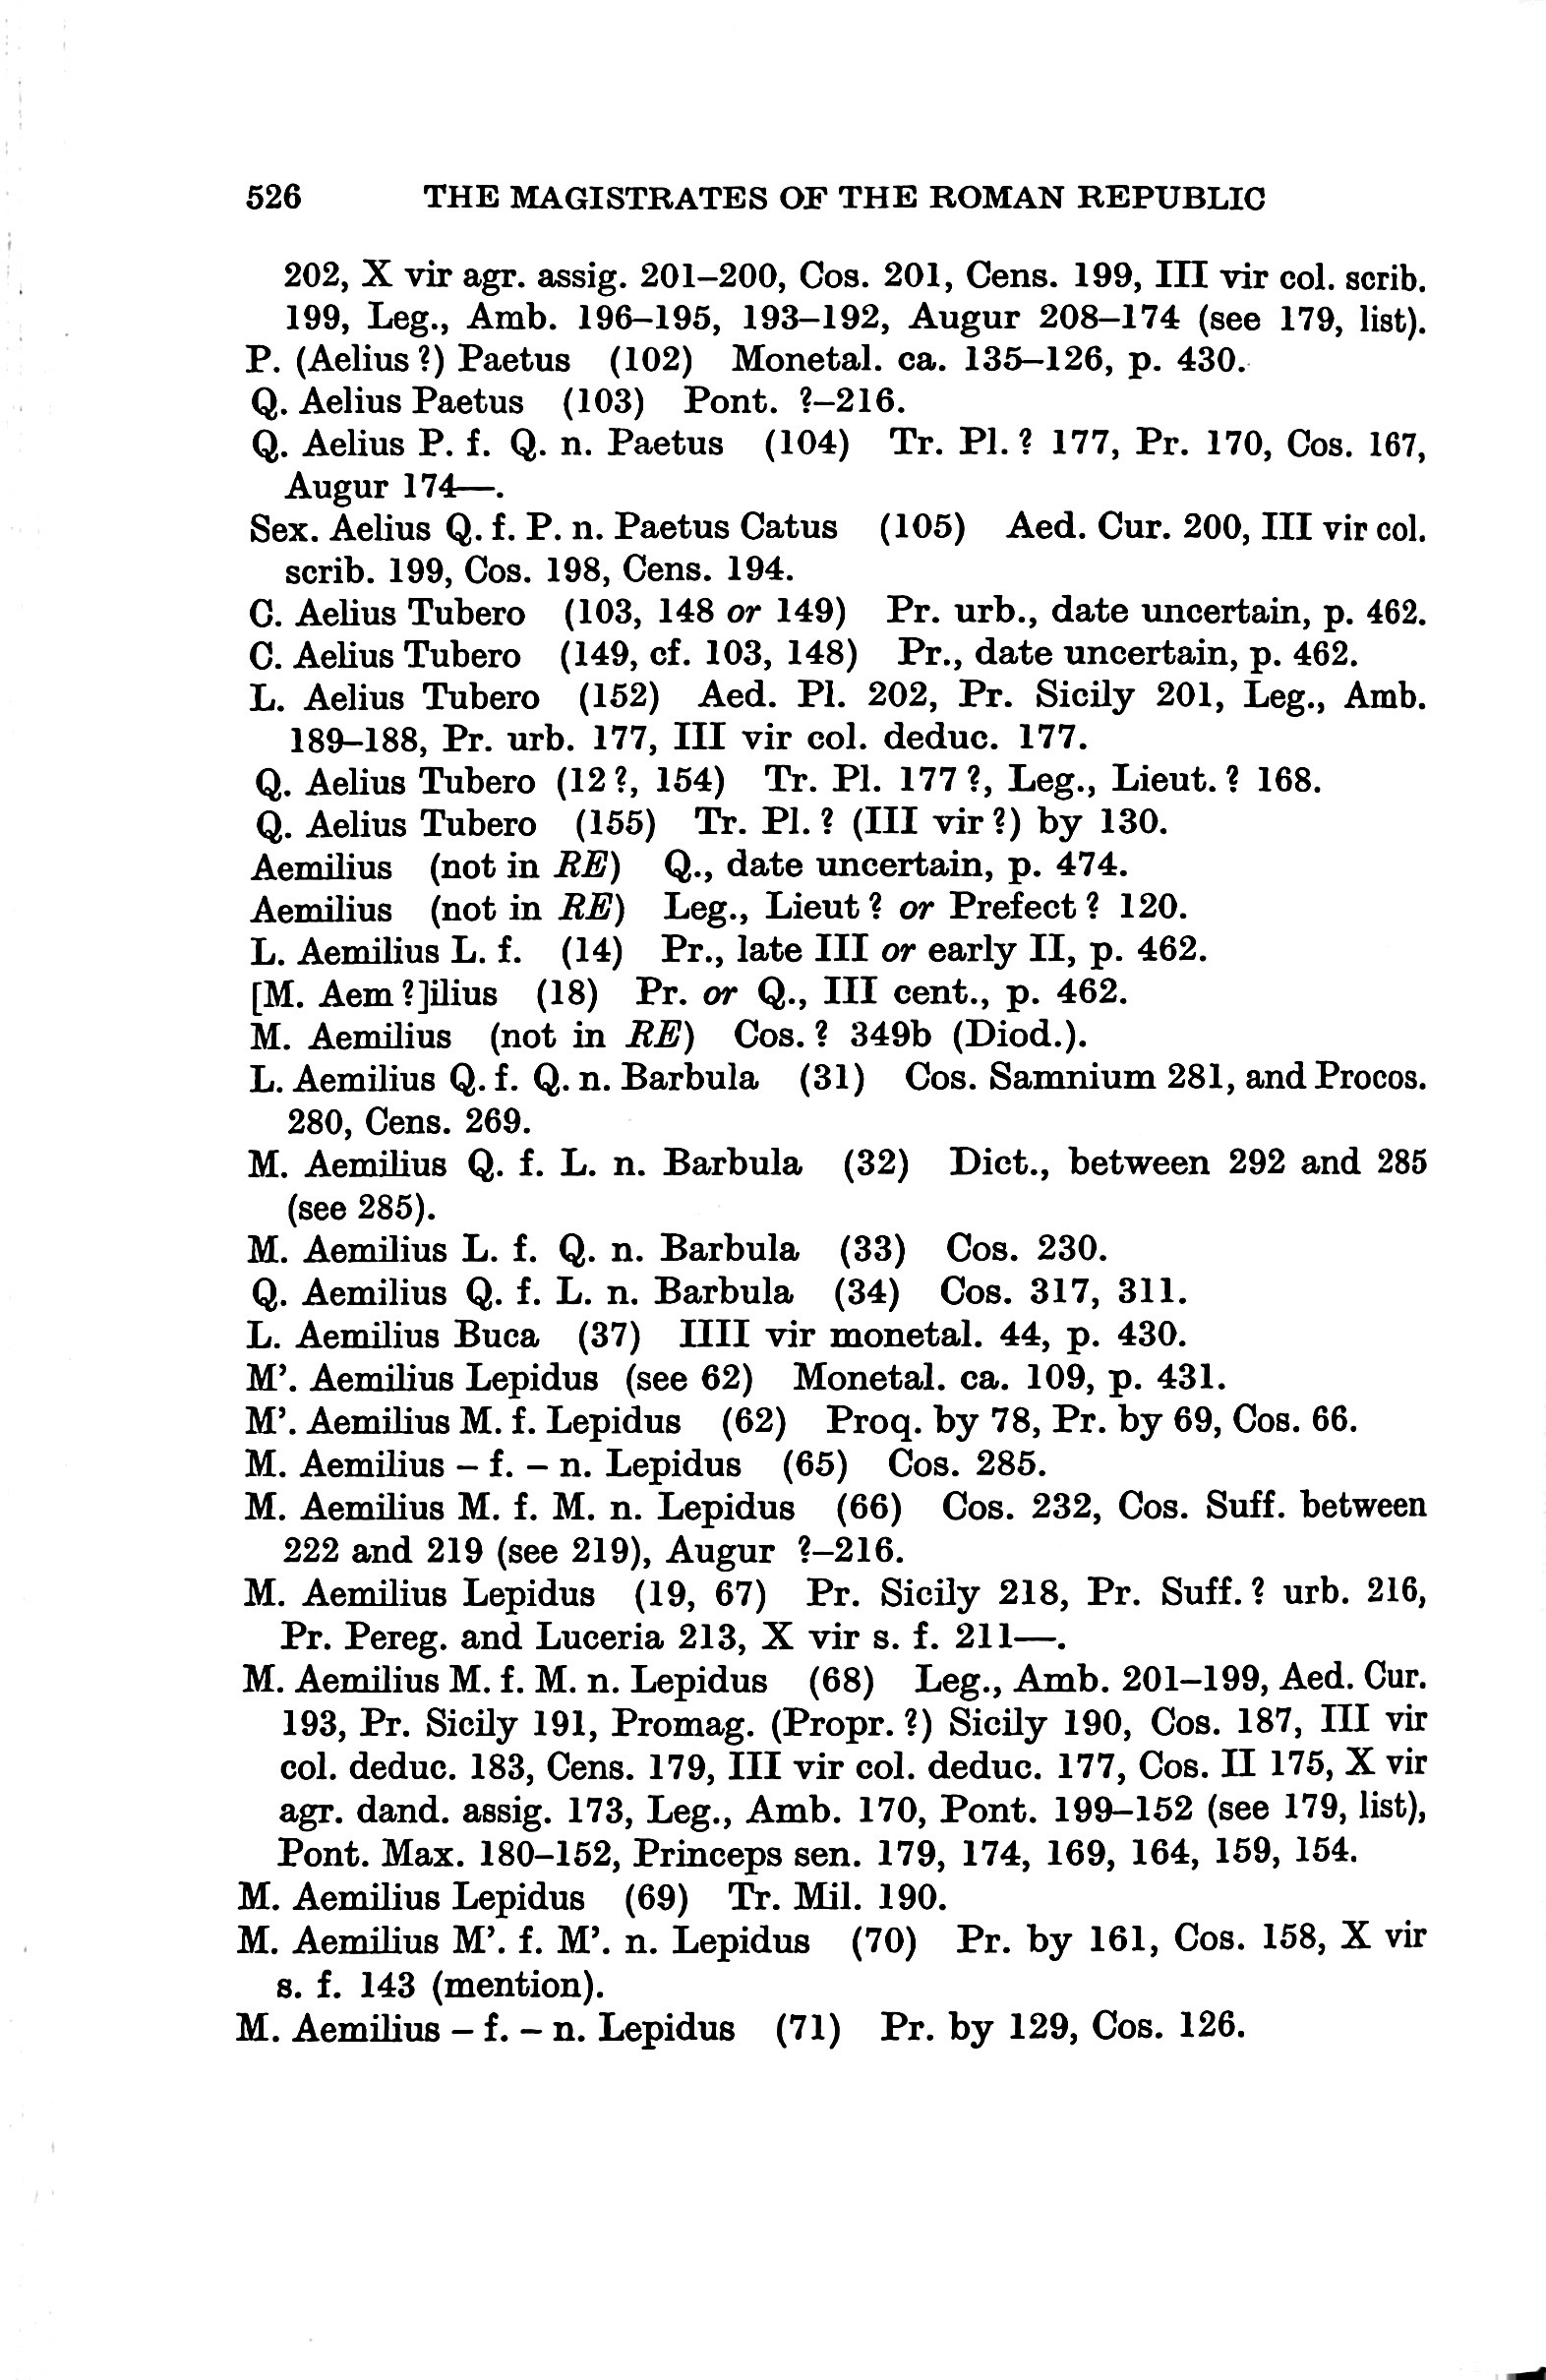 526 THE MAGISTRATES OF THE ROMAN REPUBLIC
202, X vir agr. assig. 201–200, Cos. 201, Cens. 199, III vir col. scrib.
199, Leg., Amb. 196–195, 193–192, Augur 208–174 (see 179, list).
P. (Aelius ?) Paetus (102) Monetal. ca. 135–126, p. 430.
Q. Aelius Paetus (103) Pont. ?–216.
Q. Aelius P. f. Q. n. Paetus (104) Tr. Pl. ? 177, Pr. 170, Cos. 167,
Augur 174—.
Sex. Aelius Q. f. P. n. Paetus Catus (105) Aed. Cur. 200, III vir col.
scrib. 199, Cos. 198, Cens. 194.
C. Aelius Tubero (103, 148 or 149) Pr. urb., date uncertain, p. 462.
C. Aelius Tubero (149, cf. 103, 148) Pr., date uncertain, p. 462.
L. Aelius Tubero (152) Aed. Pl. 202, Pr. Sicily 201, Leg., Amb.
189–188, Pr. urb. 177, III vir col. deduc. 177.
Q. Aelius Tubero (12 ?, 154) Tr. Pl. 177 ?, Leg., Lieut. ? 168.
Q. Aelius Tubero (155) Tr. Pl. ? (III vir ?) by 130.
Aemilius (not in RE) Q., date uncertain, p. 474.
Aemilius (not in RE) Leg., Lieut ? or Prefect ? 120.
L. Aemilius L. f. (14) Pr., late III or early II, p. 462.
[M. Aem ?]ilius (18) Pr. or Q., III cent., p. 462.
M. Aemilius (not in RE) Cos. ? 349b (Diod.).
L. Aemilius Q. f. Q. n. Barbula (31) Cos. Samnium 281, and Procos.
280, Cens. 269.
M. Aemilius Q. f. L. n. Barbula (32) Dict., between 292 and 285
(see 285).
M. Aemilius L. f. Q. n. Barbula (33) Cos. 230.
Q. Aemilius Q. f. L. n. Barbula (34) Cos. 317, 311.
L. Aemilius Buca (37) IIII vir monetal. 44, p. 430.
M’. Aemilius Lepidus (see 62) Monetal. ca. 109, p. 431.
M’. Aemilius M. f. Lepidus (62) Proq. by 78, Pr. by 69, Cos. 66.
M. Aemilius – f. – n. Lepidus (65) Cos. 285.
M. Aemilius M. f. M. n. Lepidus (66) Cos. 232, Cos. Suff. between
222 and 219 (see 219), Augur ?–216.
M. Aemilius Lepidus (19, 67) Pr. Sicily 218, Pr. Suff. ? urb. 216,
Pr. Pereg. and Luceria 213, X vir s. f. 211—.
M. Aemilius M. f. M. n. Lepidus (68) Leg., Amb. 201–199, Aed. Cur.
193, Pr. Sicily 191, Promag. (Propr. ?) Sicily 190, Cos. 187, III vir
col. deduc. 183, Cens. 179, III vir col. deduc. 177, Cos. II 175, X vir
agr. dand. assig. 173, Leg., Amb. 170, Pont. 199–152 (see 179, list),
Pont. Max. 180–152, Princeps sen. 179, 174, 169, 164, 159, 154.
M. Aemilius Lepidus (69) Tr. Mil. 190.
M. Aemilius M’. f. M’. n. Lepidus (70) Pr. by 161, Cos. 158, X vir
s. f. 143 (mention).
M. Aemilius – f. – n. Lepidus (71) Pr. by 129, Cos. 126.